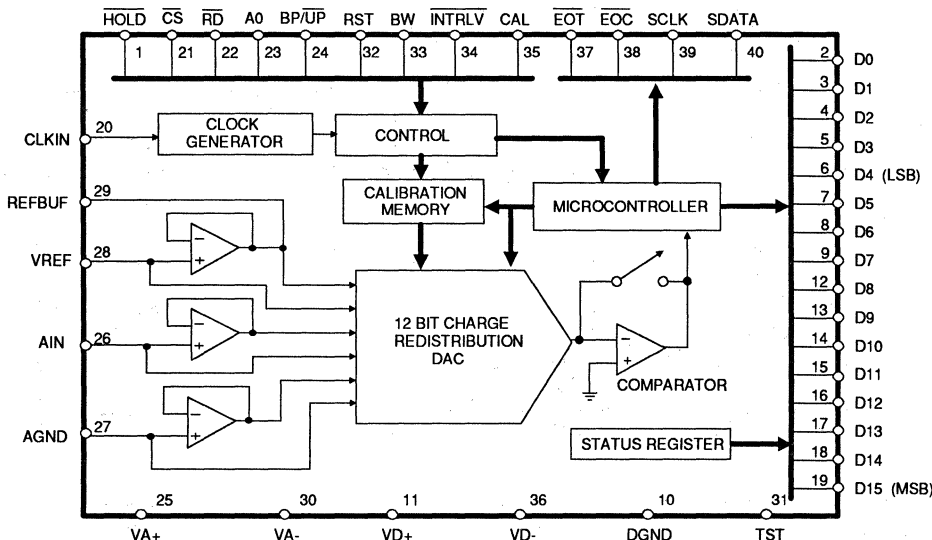 HOLD CS RD A0 BP/UP RST BW INTRLV CAL EOT EOC SCLK SDATA
1 21 22 23 24 32 33 34 35 37 38 39 40
2 D0
3 D1
4 D2
5 D3
6 D4 (LSB)
7 D5
8 D6
9 D7
12 D8
13 D9
14 D10
15 D11
16 D12
17 D13
18 D14
19 D15 (MSB)
CLKIN 20
CLOCK
GENERATOR
CONTROL
REFBUF 29
CALIBRATION
MEMORY
MICROCONTROLLER
VREF 28
−
+
AIN 26
−
+
12 BIT CHARGE
REDISTRIBUTION
DAC
−
+
COMPARATOR
AGND 27
−
+
STATUS REGISTER
25 30 11 36 10 31
VA+ VA- VD+ VD- DGND TST